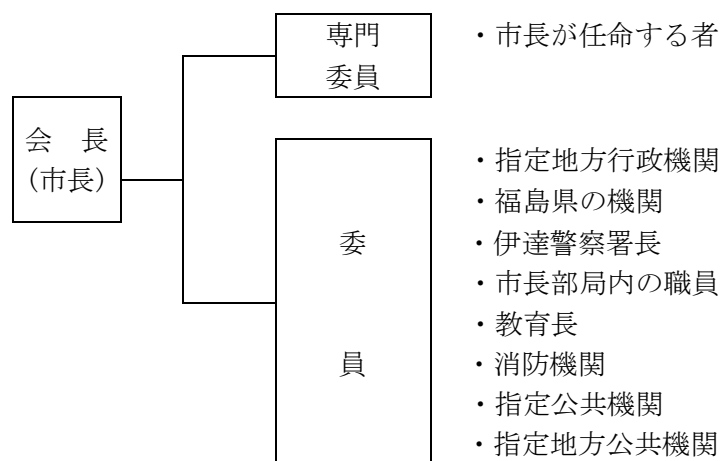 専門
委員
・市長が任命する者
会 長
(市長)
委
員
・指定地方行政機関
・福島県の機関
・伊達警察署長
・市長部局内の職員
・教育長
・消防機関
・指定公共機関
・指定地方公共機関